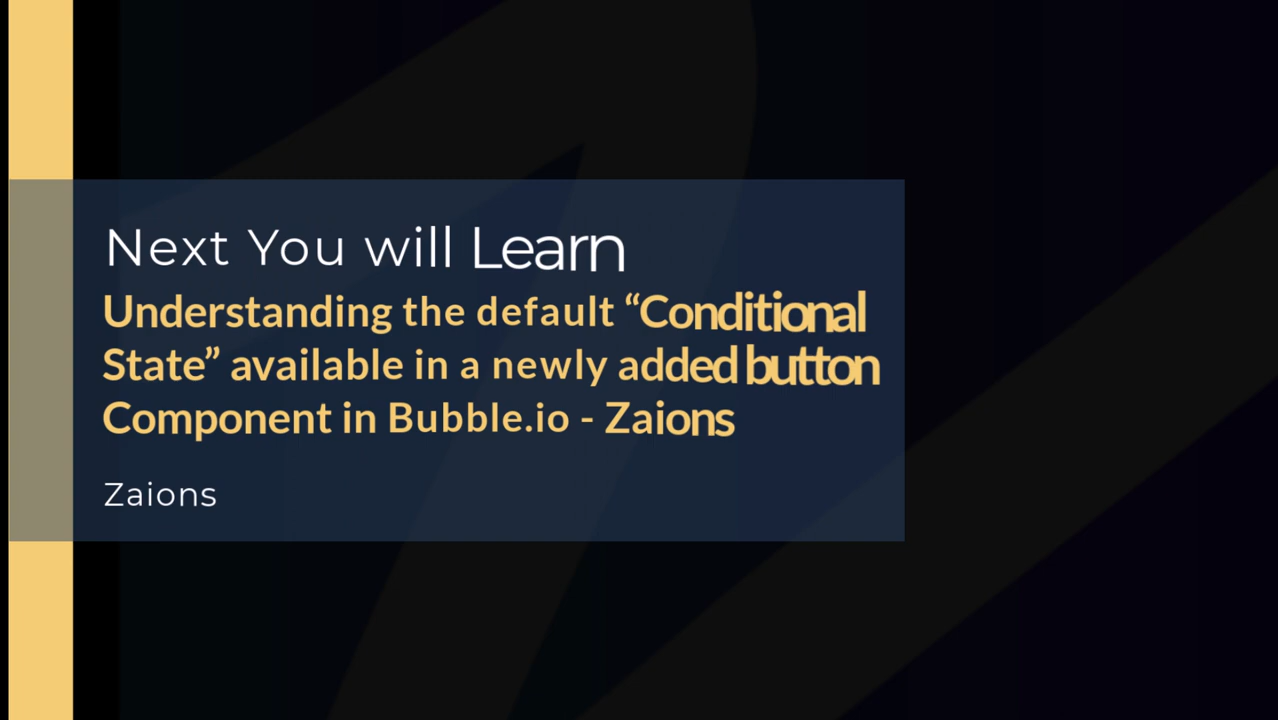 Next You will Learn
Understanding the default “Conditional
State” available in a newly added button
Component in Bubble.io - Zaions
Zaions